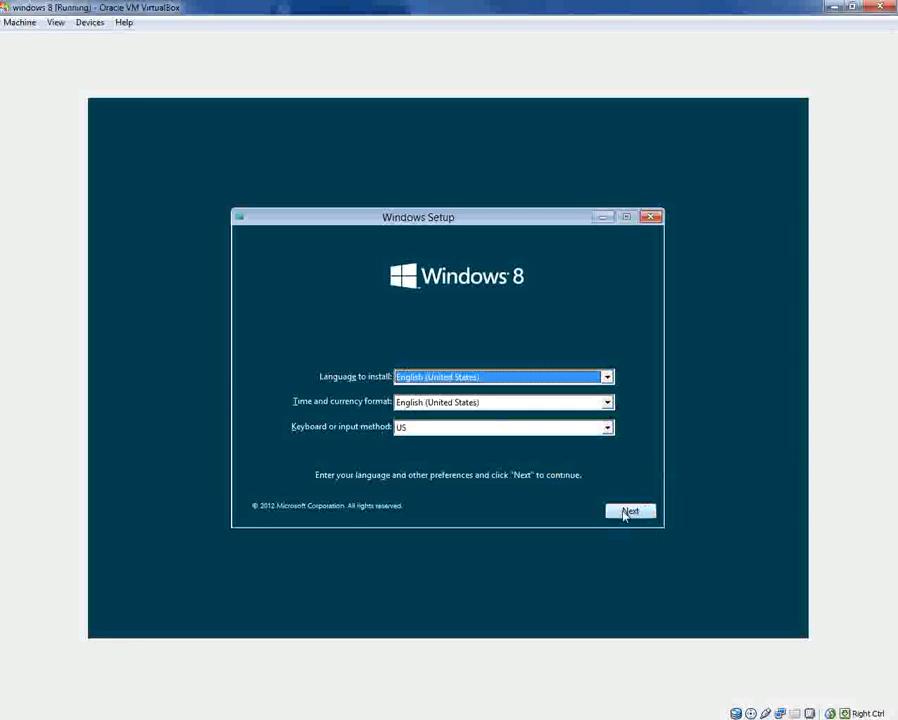 windows 8 [Running] - Oracle VM VirtualBox
Machine View Devices Help
Windows Setup
Windows 8
Language to install: English (United States)
Time and currency format: English (United States)
Keyboard or input method: US
Enter your language and other preferences and click "Next" to continue.
© 2012 Microsoft Corporation. All rights reserved.
Next
Right Ctrl